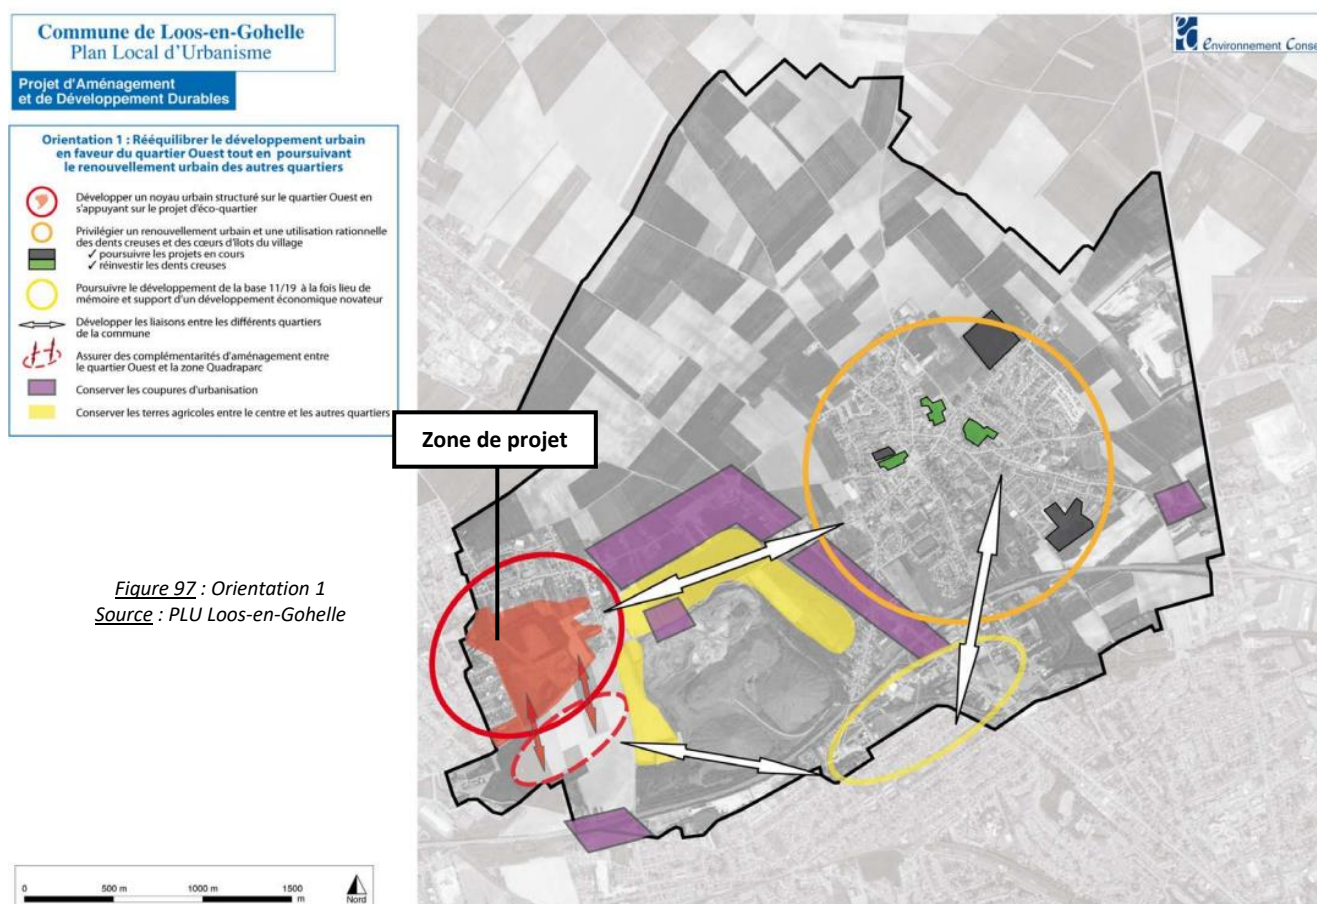 Commune de Loos-en-Gohelle
Plan Local d'Urbanisme
Projet d'Aménagement
et de Développement Durables
Orientation 1 : Rééquilibrer le développement urbain
en faveur du quartier Ouest tout en poursuivant
le renouvellement urbain des autres quartiers
Développer un noyau urbain structuré sur le quartier Ouest en
s'appuyant sur le projet d'éco-quartier
Privilégier un renouvellement urbain et une utilisation rationnelle
des dents creuses et des cœurs d'îlots du village
✓ poursuivre les projets en cours
✓ réinvestir les dents creuses
Poursuivre le développement de la base 11/19 à la fois lieu de
mémoire et support d'un développement économique novateur
Développer les liaisons entre les différents quartiers
de la commune
Assurer des complémentarités d'aménagement entre
le quartier Ouest et la zone Quadraparc
Conserver les coupures d'urbanisation
Conserver les terres agricoles entre le centre et les autres quartiers
Environnement Conse
Zone de projet
Figure 97 : Orientation 1
Source : PLU Loos-en-Gohelle
0 500 m 1000 m 1500
m
Nord